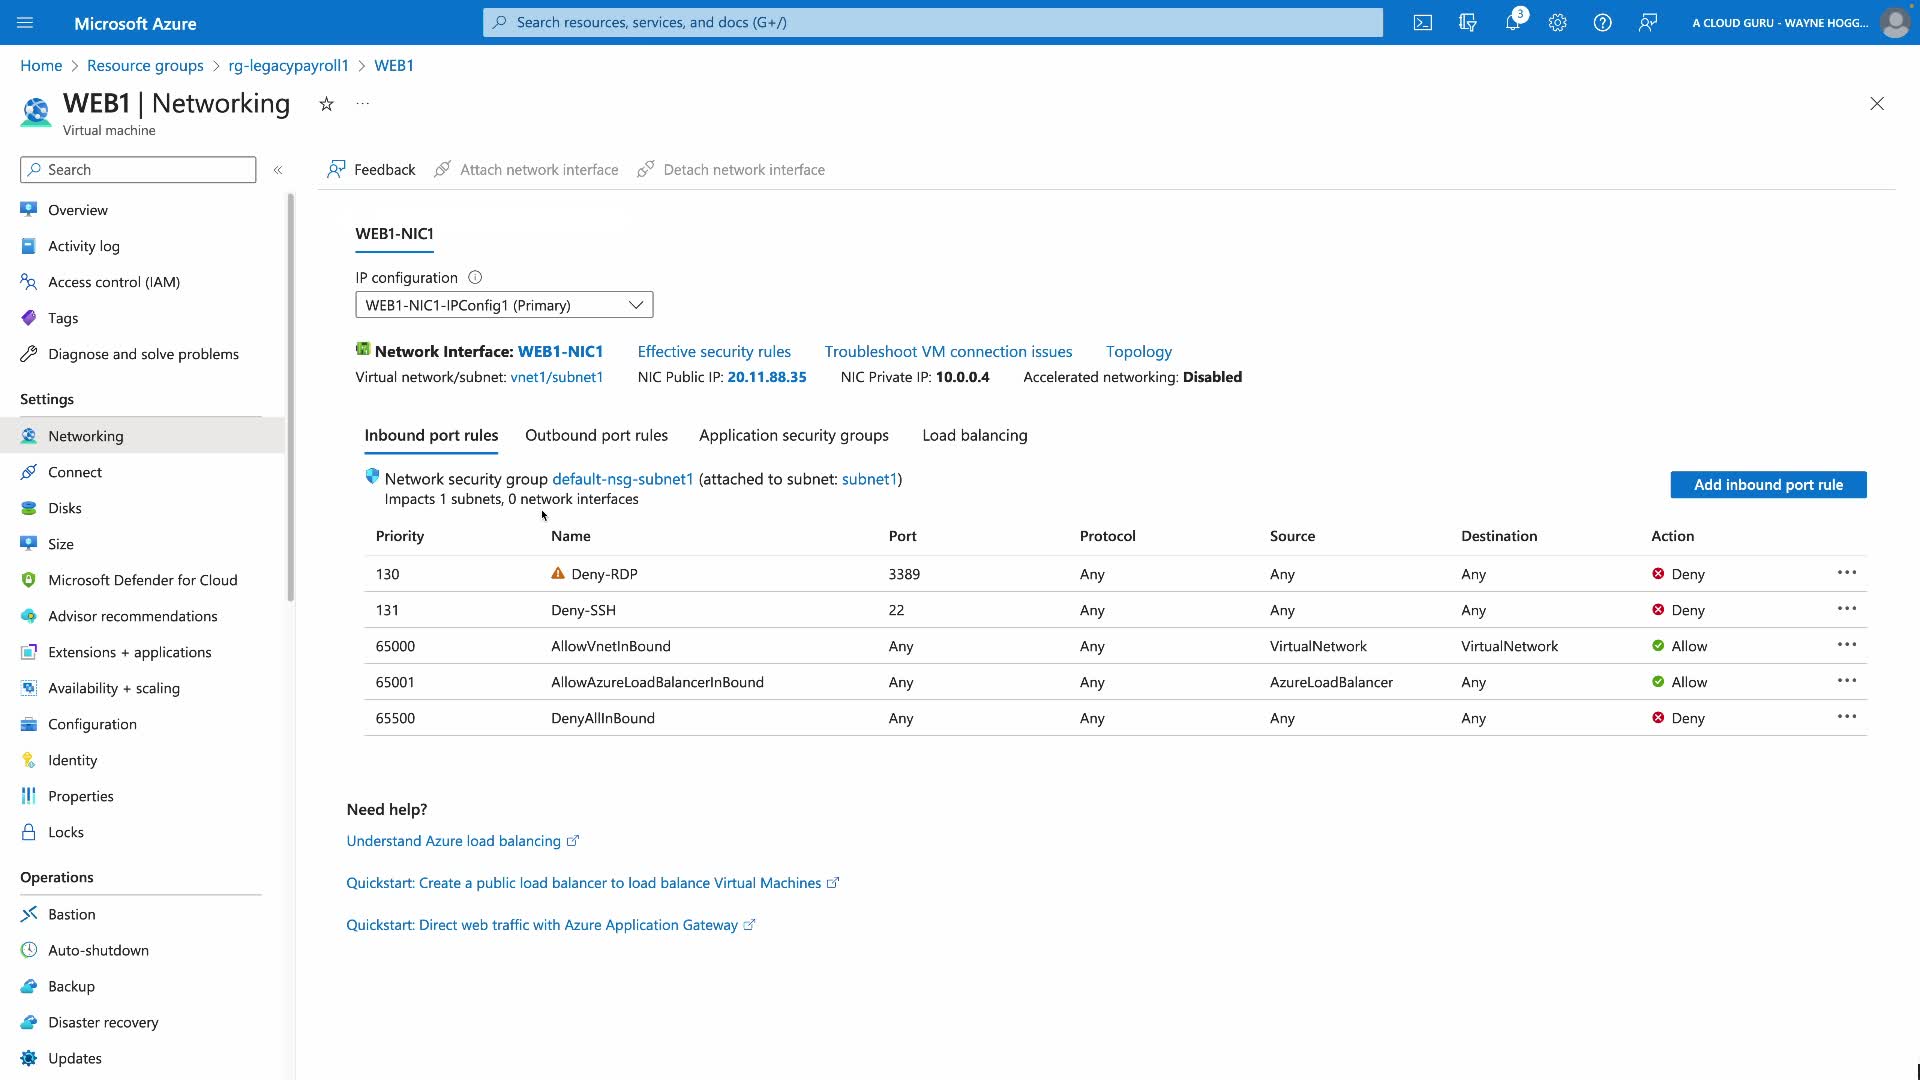 Microsoft Azure
Search resources, services, and docs (G+/)
3
A CLOUD GURU - WAYNE HOGG...
Home > Resource groups > rg-legacypayroll1 > WEB1
WEB1 | Networking
Virtual machine
Search
Overview
Activity log
Access control (IAM)
Tags
Diagnose and solve problems
Settings
Networking
Connect
Disks
Size
Microsoft Defender for Cloud
Advisor recommendations
Extensions + applications
Availability + scaling
Configuration
Identity
Properties
Locks
Operations
Bastion
Auto-shutdown
Backup
Disaster recovery
Updates
Feedback Attach network interface Detach network interface
WEB1-NIC1
IP configuration
WEB1-NIC1-IPConfig1 (Primary)
Network Interface: WEB1-NIC1 Effective security rules Troubleshoot VM connection issues Topology
Virtual network/subnet: vnet1/subnet1 NIC Public IP: 20.11.88.35 NIC Private IP: 10.0.0.4 Accelerated networking: Disabled
Inbound port rules Outbound port rules Application security groups Load balancing
Network security group default-nsg-subnet1 (attached to subnet: subnet1)
Impacts 1 subnets, 0 network interfaces
Add inbound port rule
Priority Name Port Protocol Source Destination Action
130 Deny-RDP 3389 Any Any Any Deny
131 Deny-SSH 22 Any Any Any Deny
65000 AllowVnetInBound Any Any VirtualNetwork VirtualNetwork Allow
65001 AllowAzureLoadBalancerInBound Any Any AzureLoadBalancer Any Allow
65500 DenyAllInBound Any Any Any Any Deny
Need help?
Understand Azure load balancing
Quickstart: Create a public load balancer to load balance Virtual Machines
Quickstart: Direct web traffic with Azure Application Gateway